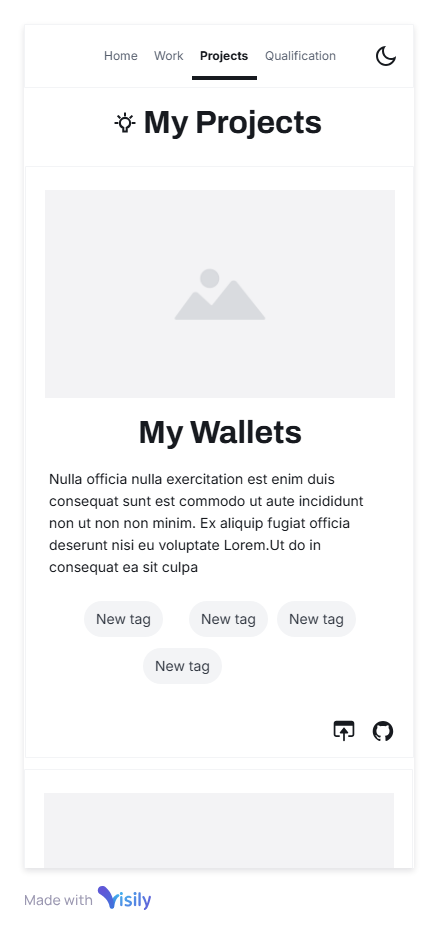 Home Work Projects Qualification
My Projects
My Wallets
Nulla officia nulla exercitation est enim duis
consequat sunt est commodo ut aute incididunt
non ut non non minim. Ex aliquip fugiat officia
deserunt nisi eu voluptate Lorem.Ut do in
consequat ea sit culpa
New tag New tag New tag
New tag
Made with Visily